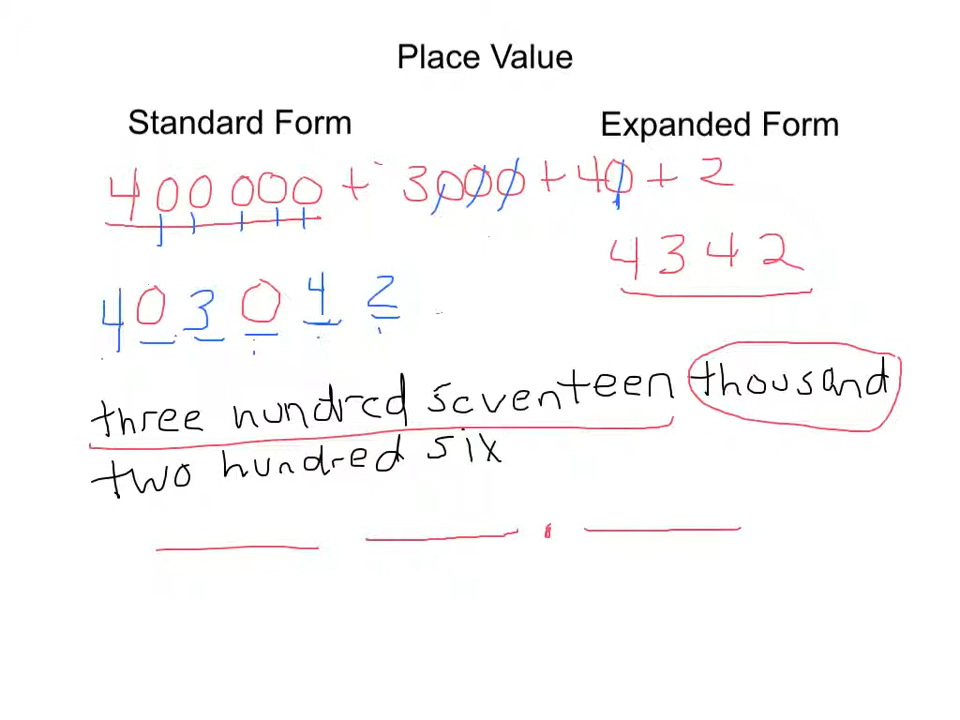 Place Value
Standard Form Expanded Form
400 000 + 3000 + 40 + 2
4342
403042
three hundred seventeen thousand
two hundred six